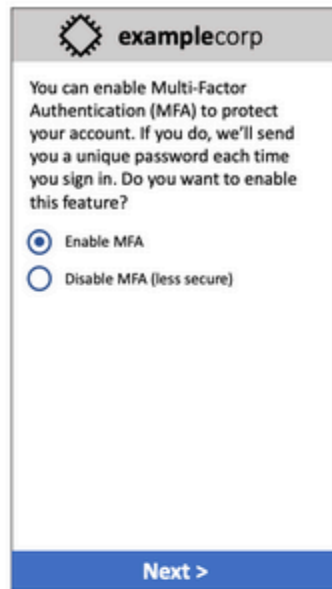 examplecorp
You can enable Multi-Factor
Authentication (MFA) to protect
your account. If you do, we’ll send
you a unique password each time
you sign in. Do you want to enable
this feature?
Enable MFA
Disable MFA (less secure)
Next >